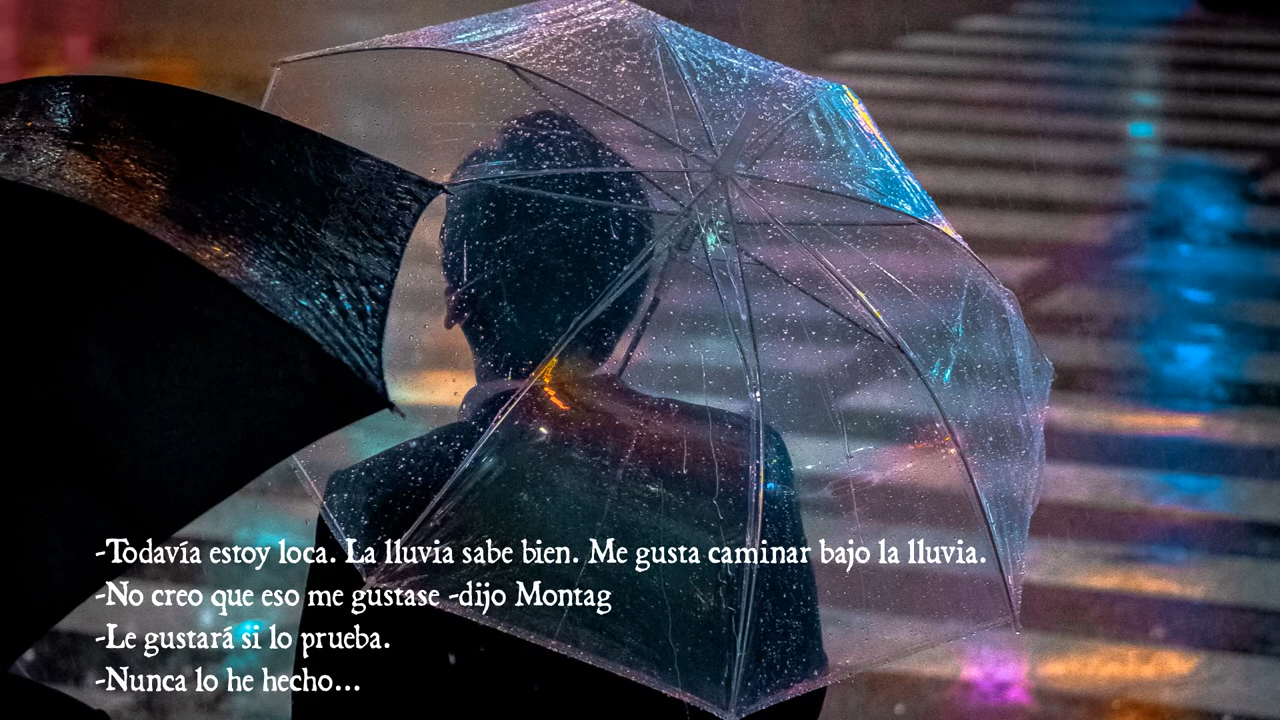 -Todavía estoy loca. La lluvia sabe bien. Me gusta caminar bajo la lluvia.
-No creo que eso me gustase -dijo Montag
-Le gustará si lo prueba.
-Nunca lo he hecho...